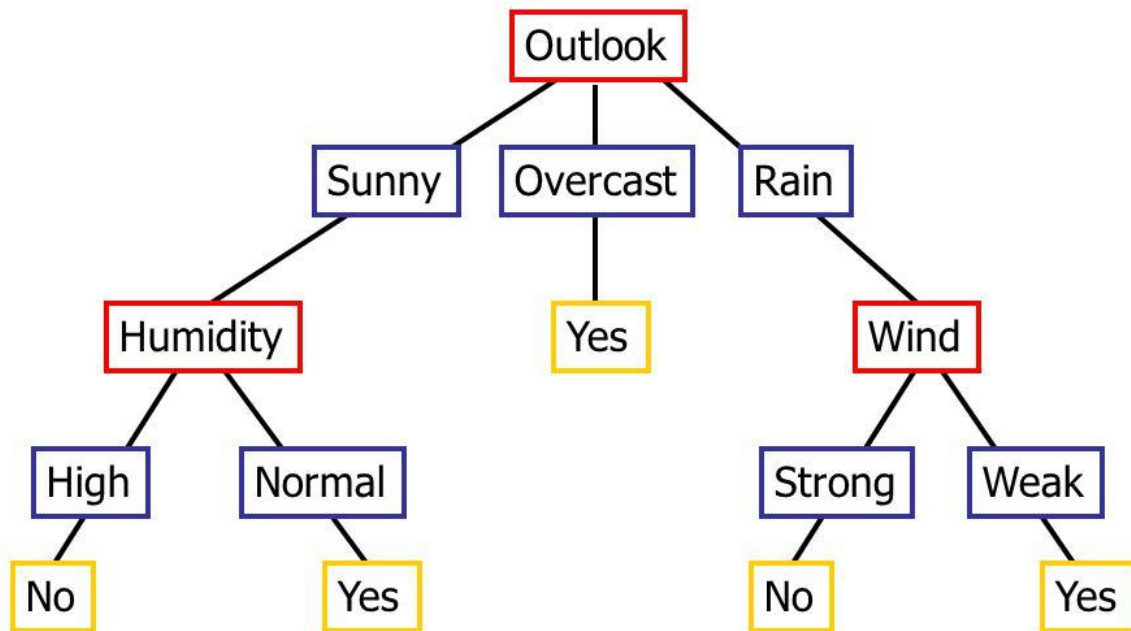 Outlook
Sunny Overcast Rain
Humidity Yes Wind
High Normal Strong Weak
No Yes No Yes